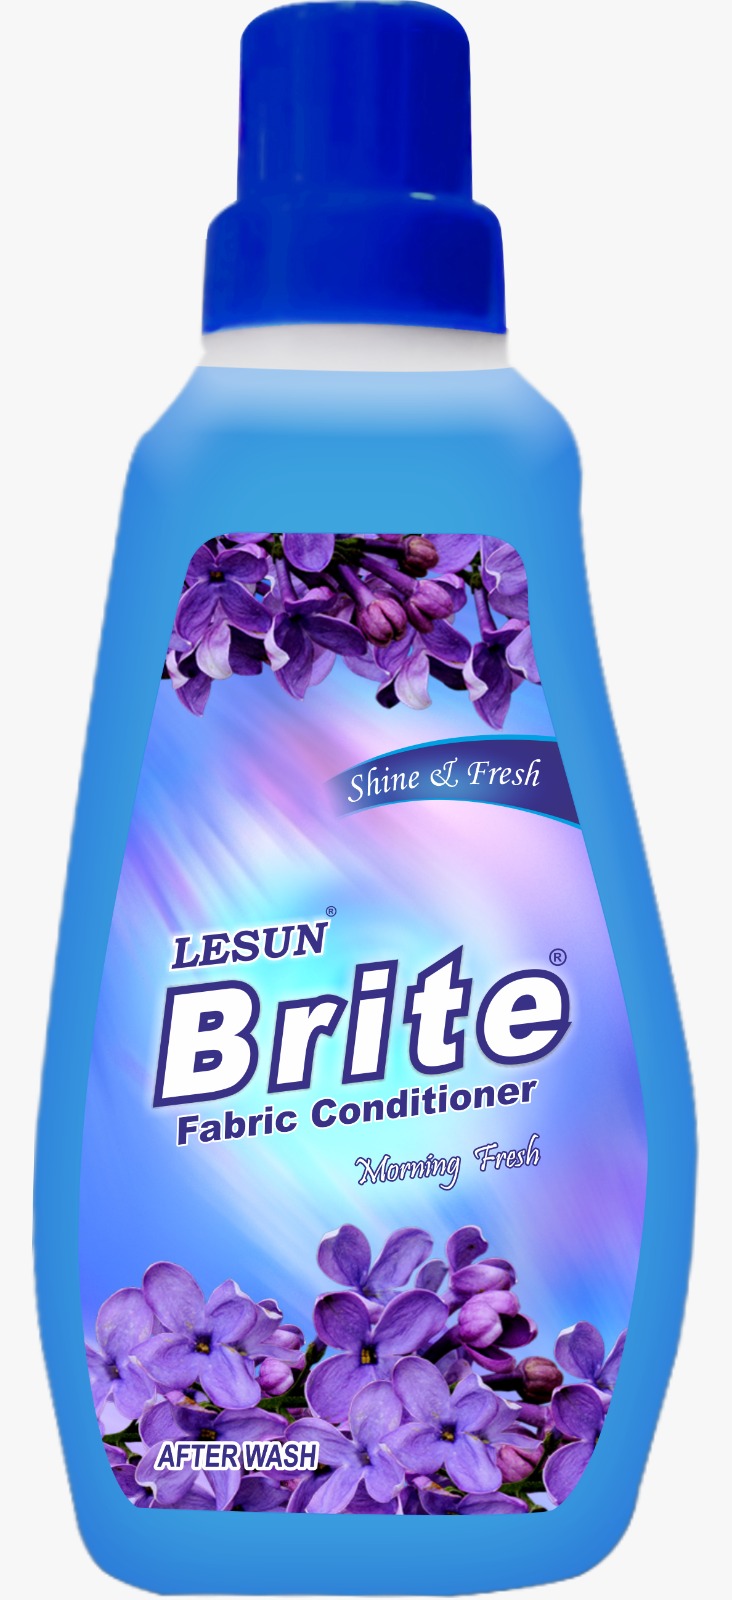 Shine & Fresh
LESUN®
Brite®
Fabric Conditioner
Morning Fresh
AFTER WASH